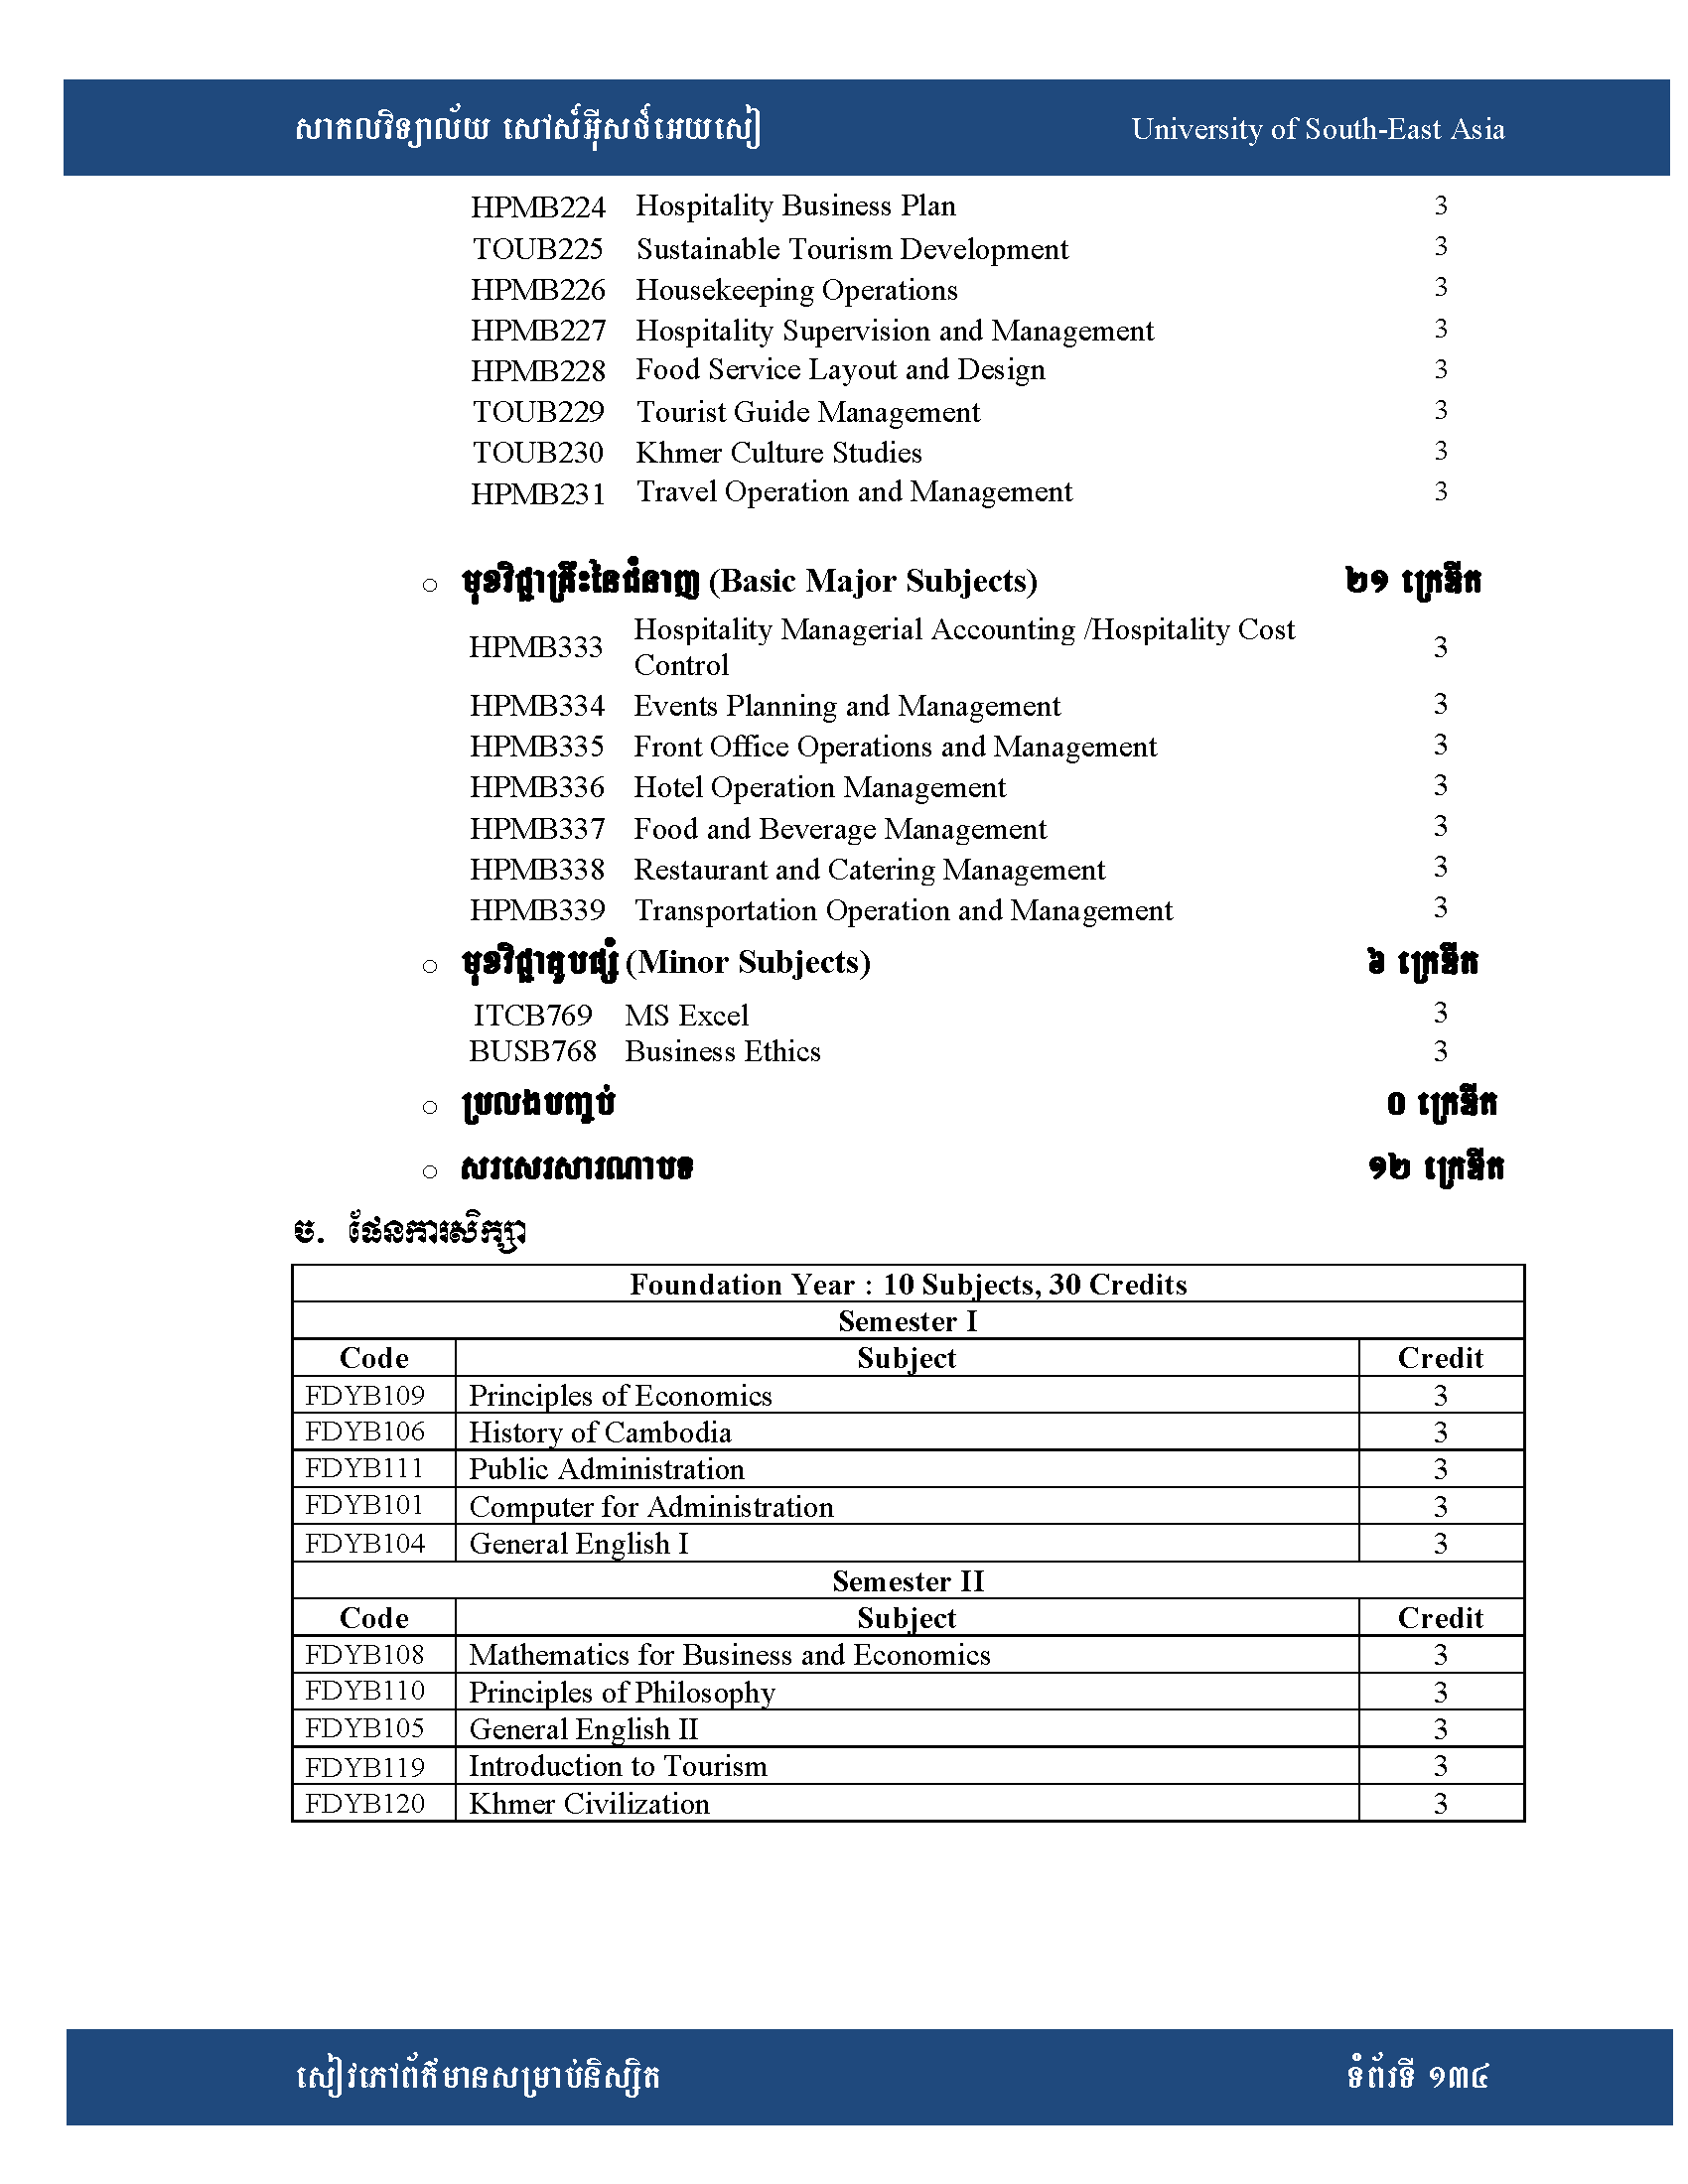 សាកលវិទ្យាល័យ សៅស៍អ៊ីសថ៍អេយសៀ University of South-East Asia
HPMB224 Hospitality Business Plan 3
TOUB225 Sustainable Tourism Development 3
HPMB226 Housekeeping Operations 3
HPMB227 Hospitality Supervision and Management 3
HPMB228 Food Service Layout and Design 3
TOUB229 Tourist Guide Management 3
TOUB230 Khmer Culture Studies 3
HPMB231 Travel Operation and Management 3
○ មុខវិជ្ជាគ្រឹះនៃជំនាញ (Basic Major Subjects) ២១ ក្រេឌីត
HPMB333 Hospitality Managerial Accounting /Hospitality Cost Control 3
HPMB334 Events Planning and Management 3
HPMB335 Front Office Operations and Management 3
HPMB336 Hotel Operation Management 3
HPMB337 Food and Beverage Management 3
HPMB338 Restaurant and Catering Management 3
HPMB339 Transportation Operation and Management 3
○ មុខវិជ្ជាគូបផ្សំ (Minor Subjects) ៦ ក្រេឌីត
ITCB769 MS Excel 3
BUSB768 Business Ethics 3
○ ប្រលងបញ្ចប់ ០ ក្រេឌីត
○ សរសេរសារណាបទ ១២ ក្រេឌីត
ច. ផែនការសិក្សា
Foundation Year : 10 Subjects, 30 Credits
Semester I
Code Subject Credit
FDYB109 Principles of Economics 3
FDYB106 History of Cambodia 3
FDYB111 Public Administration 3
FDYB101 Computer for Administration 3
FDYB104 General English I 3
Semester II
Code Subject Credit
FDYB108 Mathematics for Business and Economics 3
FDYB110 Principles of Philosophy 3
FDYB105 General English II 3
FDYB119 Introduction to Tourism 3
FDYB120 Khmer Civilization 3
សៀវភៅព័ត៌មានសម្រាប់និស្សិត ទំព័រទី ១៣៤